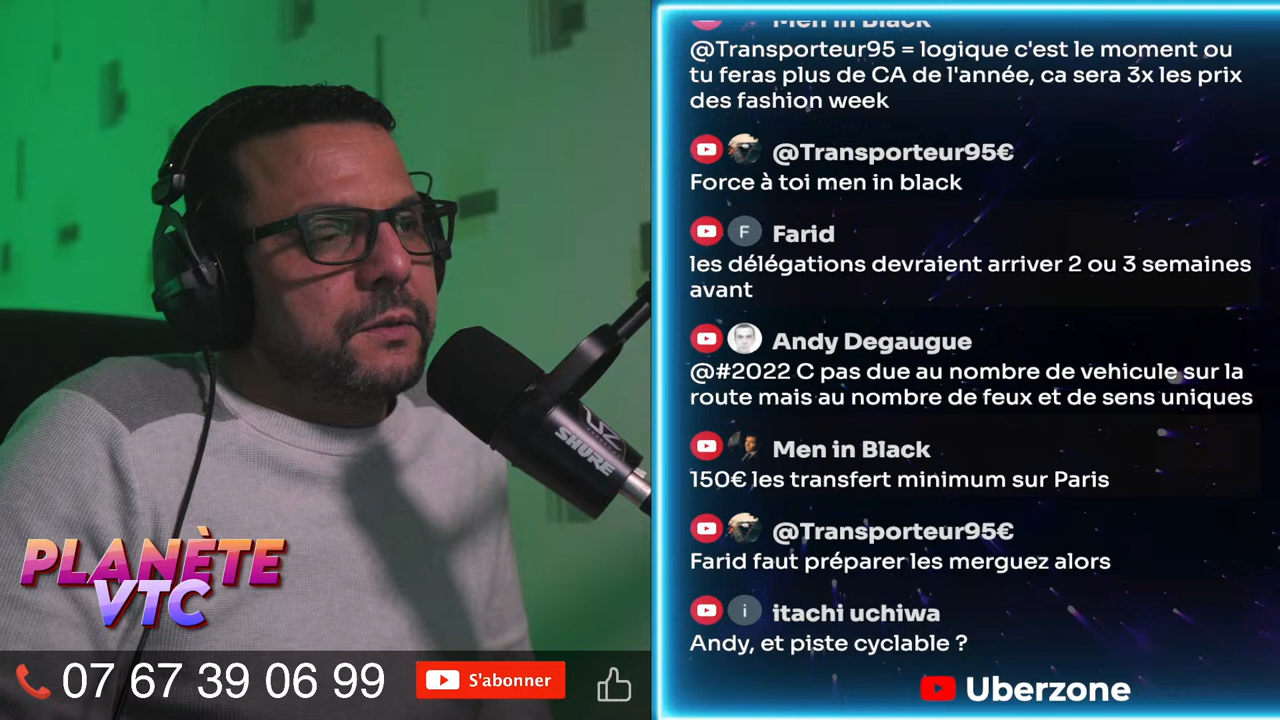 Men in Black
@Transporteur95 = logique c'est le moment ou
tu feras plus de CA de l'année, ca sera 3x les prix
des fashion week
@Transporteur95€
Force à toi men in black
F
Farid
les délégations devraient arriver 2 ou 3 semaines
avant
Andy Degaugue
@#2022 C pas due au nombre de vehicule sur la
route mais au nombre de feux et de sens uniques
Men in Black
150€ les transfert minimum sur Paris
@Transporteur95€
Farid faut préparer les merguez alors
i
itachi uchiwa
Andy, et piste cyclable ?
Uberzone
SHURE
PLANÈTE
VTC
07 67 39 06 99
S'abonner